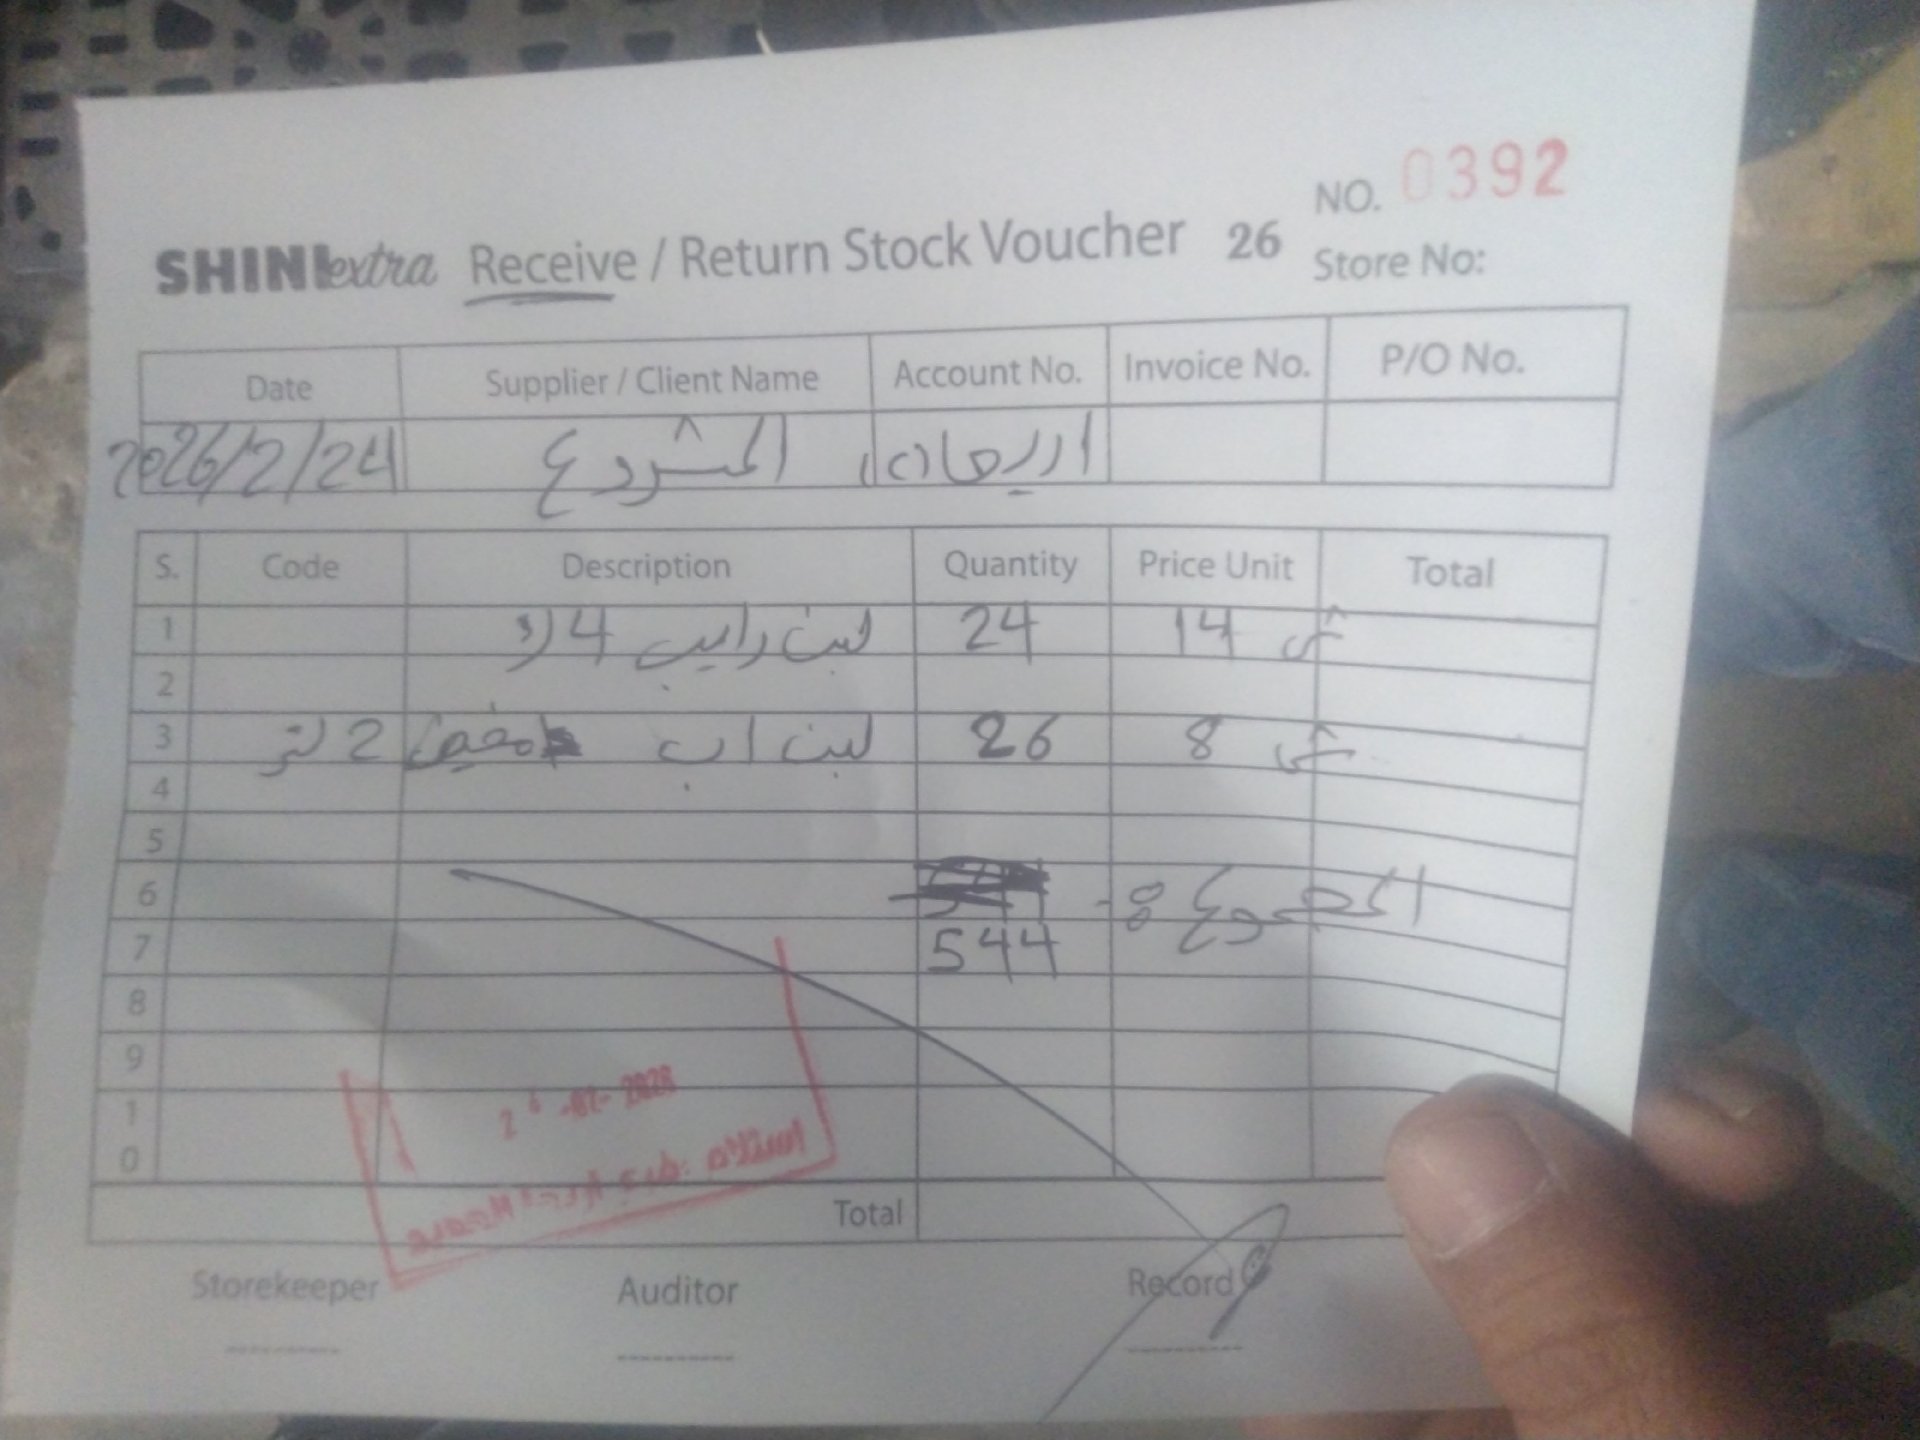 NO. 0392
SHINI extra Receive / Return Stock Voucher 26
Store No:
Date Supplier / Client Name Account No. Invoice No. P/O No.
2026/2/24 المشروع
S. Code Description Quantity Price Unit Total
1 لبن رايب 4 لتر 24 14 ش
2
3 لبن اب مخيض 2 لتر 26 8 ش
4
5
6 المجموع :-
7 544
8
9
10
Total
Storekeeper Auditor Record